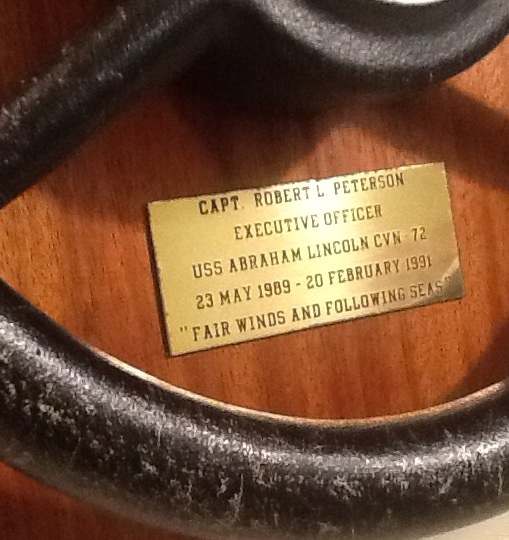 CAPT. ROBERT L. PETERSON
EXECUTIVE OFFICER
USS ABRAHAM LINCOLN CVN-72
23 MAY 1989 - 20 FEBRUARY 1991
"FAIR WINDS AND FOLLOWING SEAS"